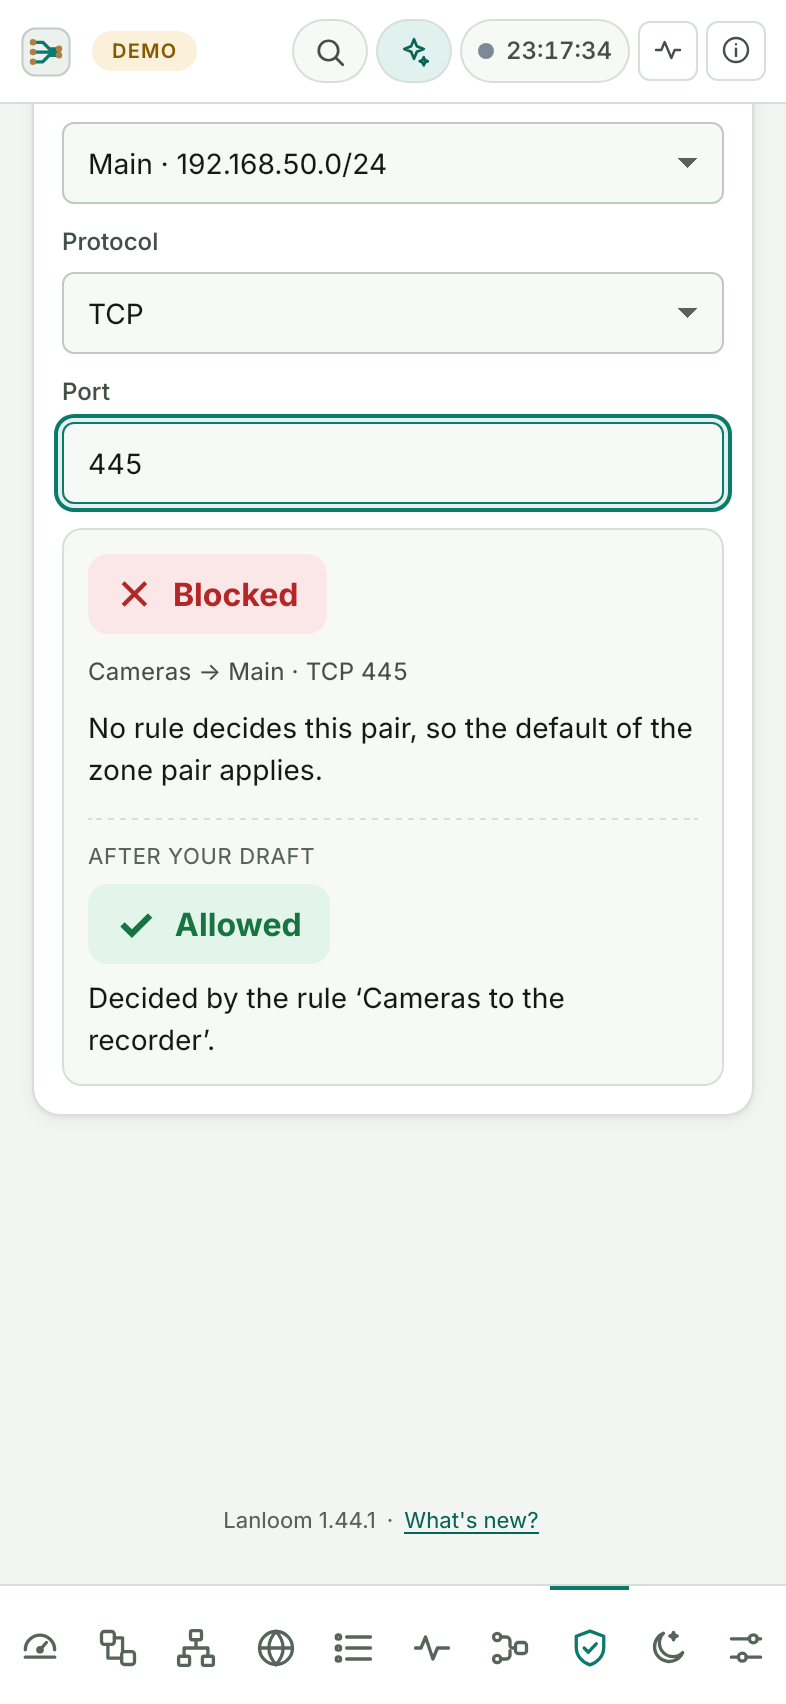 DEMO
23:17:34
Main · 192.168.50.0/24
Protocol
TCP
Port
445
Blocked
Cameras → Main · TCP 445
No rule decides this pair, so the default of the
zone pair applies.
AFTER YOUR DRAFT
Allowed
Decided by the rule ‘Cameras to the
recorder’.
Lanloom 1.44.1 · What's new?